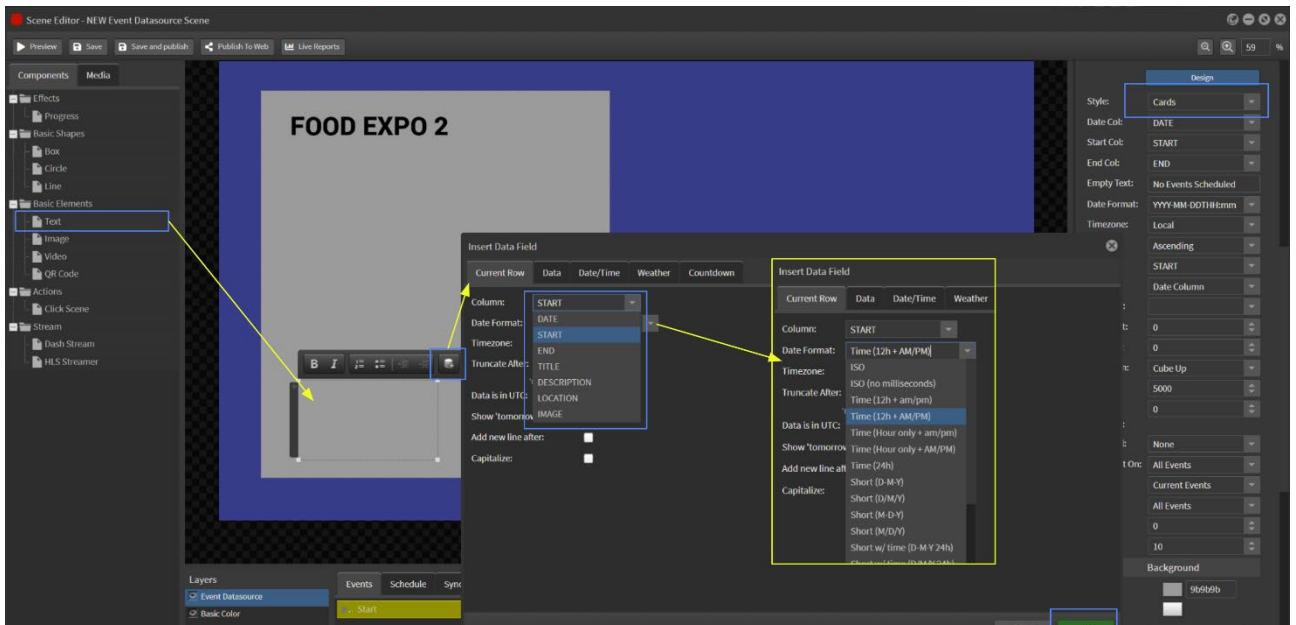 Scene Editor - NEW Event Datasource Scene
Preview Save Save and publish Publish To Web Live Reports 59 %
Components Media
Effects
Progress
Basic Shapes
Box
Circle
Line
Basic Elements
Text
Image
Video
QR Code
Actions
Click Scene
Stream
Dash Stream
HLS Streamer
FOOD EXPO 2
B I
Layers
Event Datasource
Basic Color
Events Schedule Sync
Start
Insert Data Field
Current Row Data Date/Time Weather Countdown
Column: START
Date Format:
Timezone:
Truncate After:
Data is in UTC:
Show 'tomorrow
Add new line after:
Capitalize:
DATE
START
END
TITLE
DESCRIPTION
LOCATION
IMAGE
Insert Data Field
Current Row Data Date/Time Weather
Column: START
Date Format: Time (12h + AM/PM)
Timezone:
Truncate After:
Data is in UTC:
Show 'tomorrow
Add new line aft
Capitalize:
ISO
ISO (no milliseconds)
Time (12h + am/pm)
Time (12h + AM/PM)
Time (Hour only + am/pm)
Time (Hour only + AM/PM)
Time (24h)
Short (D-M-Y)
Short (D/M/Y)
Short (M-D-Y)
Short (M/D/Y)
Short w/ time (D-M-Y 24h)
Design
Style: Cards
Date Col: DATE
Start Col: START
End Col: END
Empty Text: No Events Scheduled
Date Format: YYYY-MM-DDTHH:mm
Timezone: Local
Ascending
START
Date Column
0
0
Cube Up
5000
0
None
t On: All Events
Current Events
All Events
0
10
Background
9b9b9b